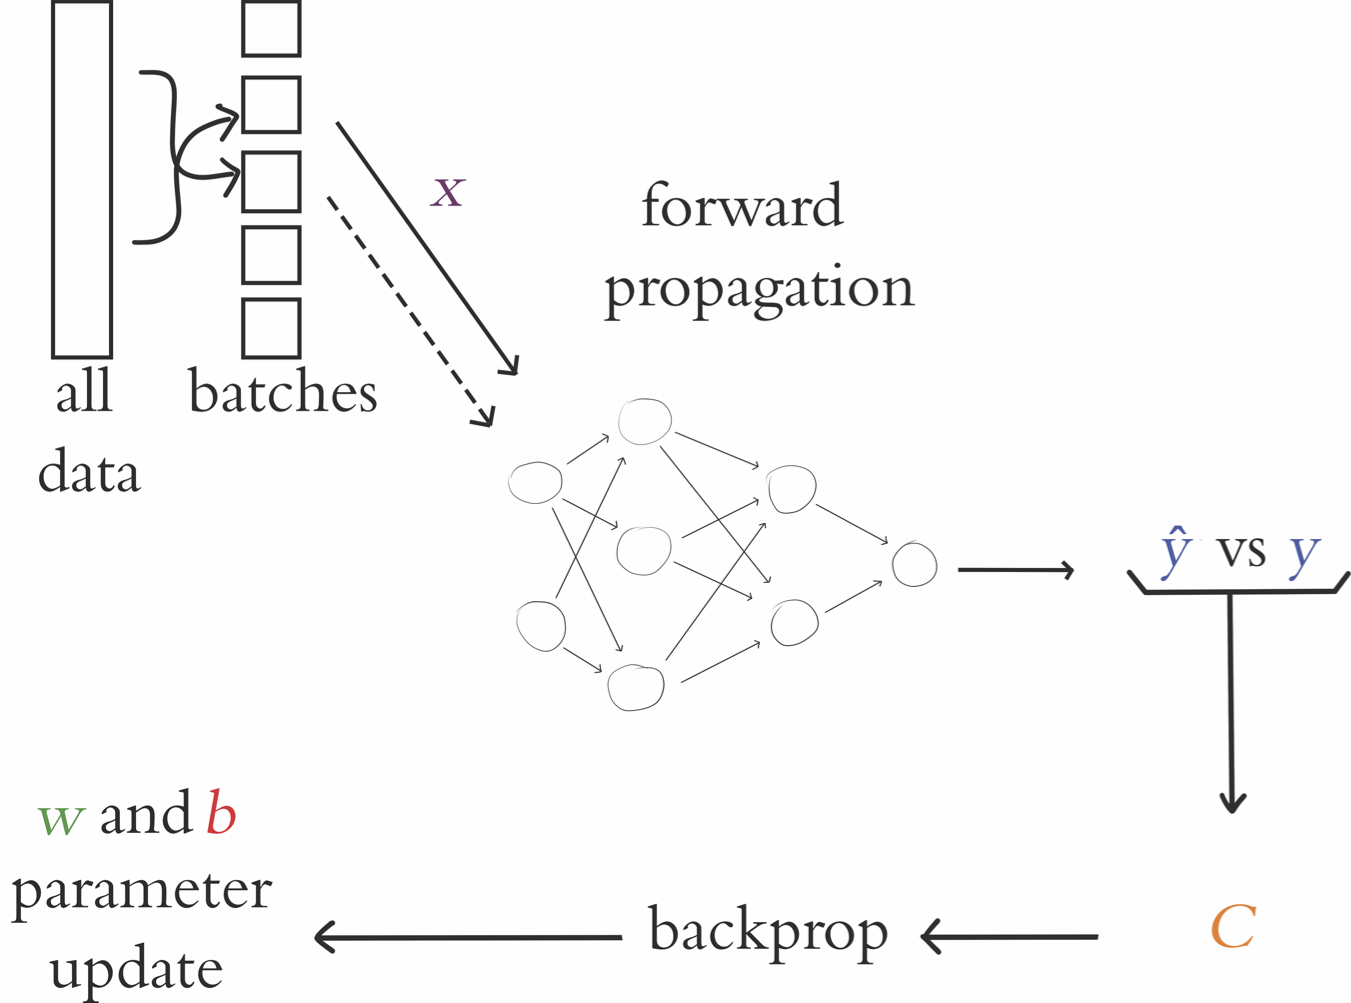 x
forward
propagation
all
data
batches
ŷ vs y
w and b
parameter
update
backprop
C